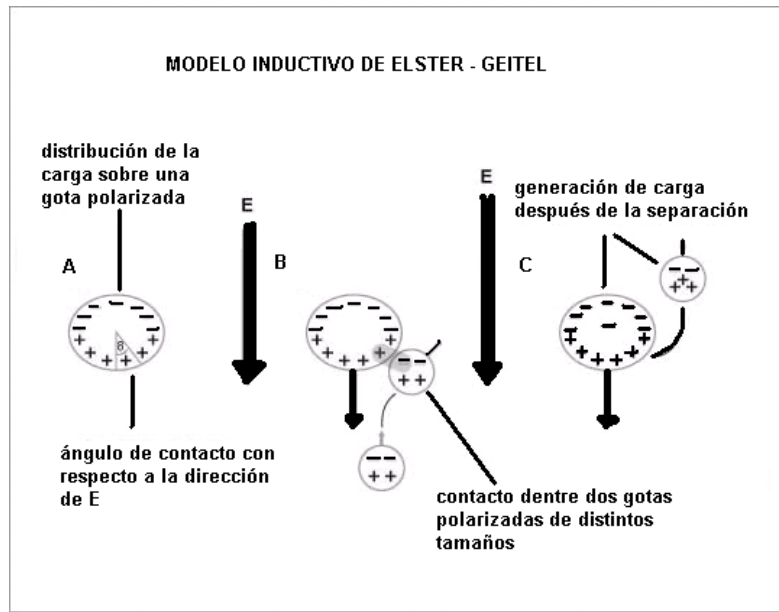 MODELO INDUCTIVO DE ELSTER - GEITEL
distribución de la
carga sobre una
gota polarizada
A
ángulo de contacto con
respecto a la dirección
de E
E
B
contacto dentre dos gotas
polarizadas de distintos
tamaños
E
C
generación de carga
después de la separación